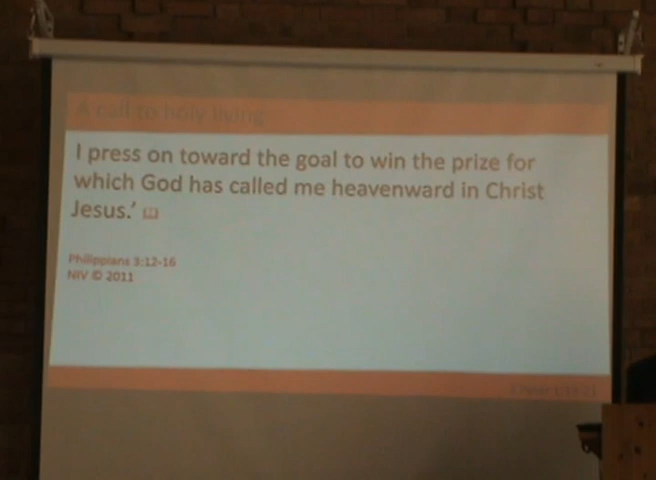 A call to holy living
I press on toward the goal to win the prize for
which God has called me heavenward in Christ
Jesus.’
Philippians 3:12-16
NIV © 2011